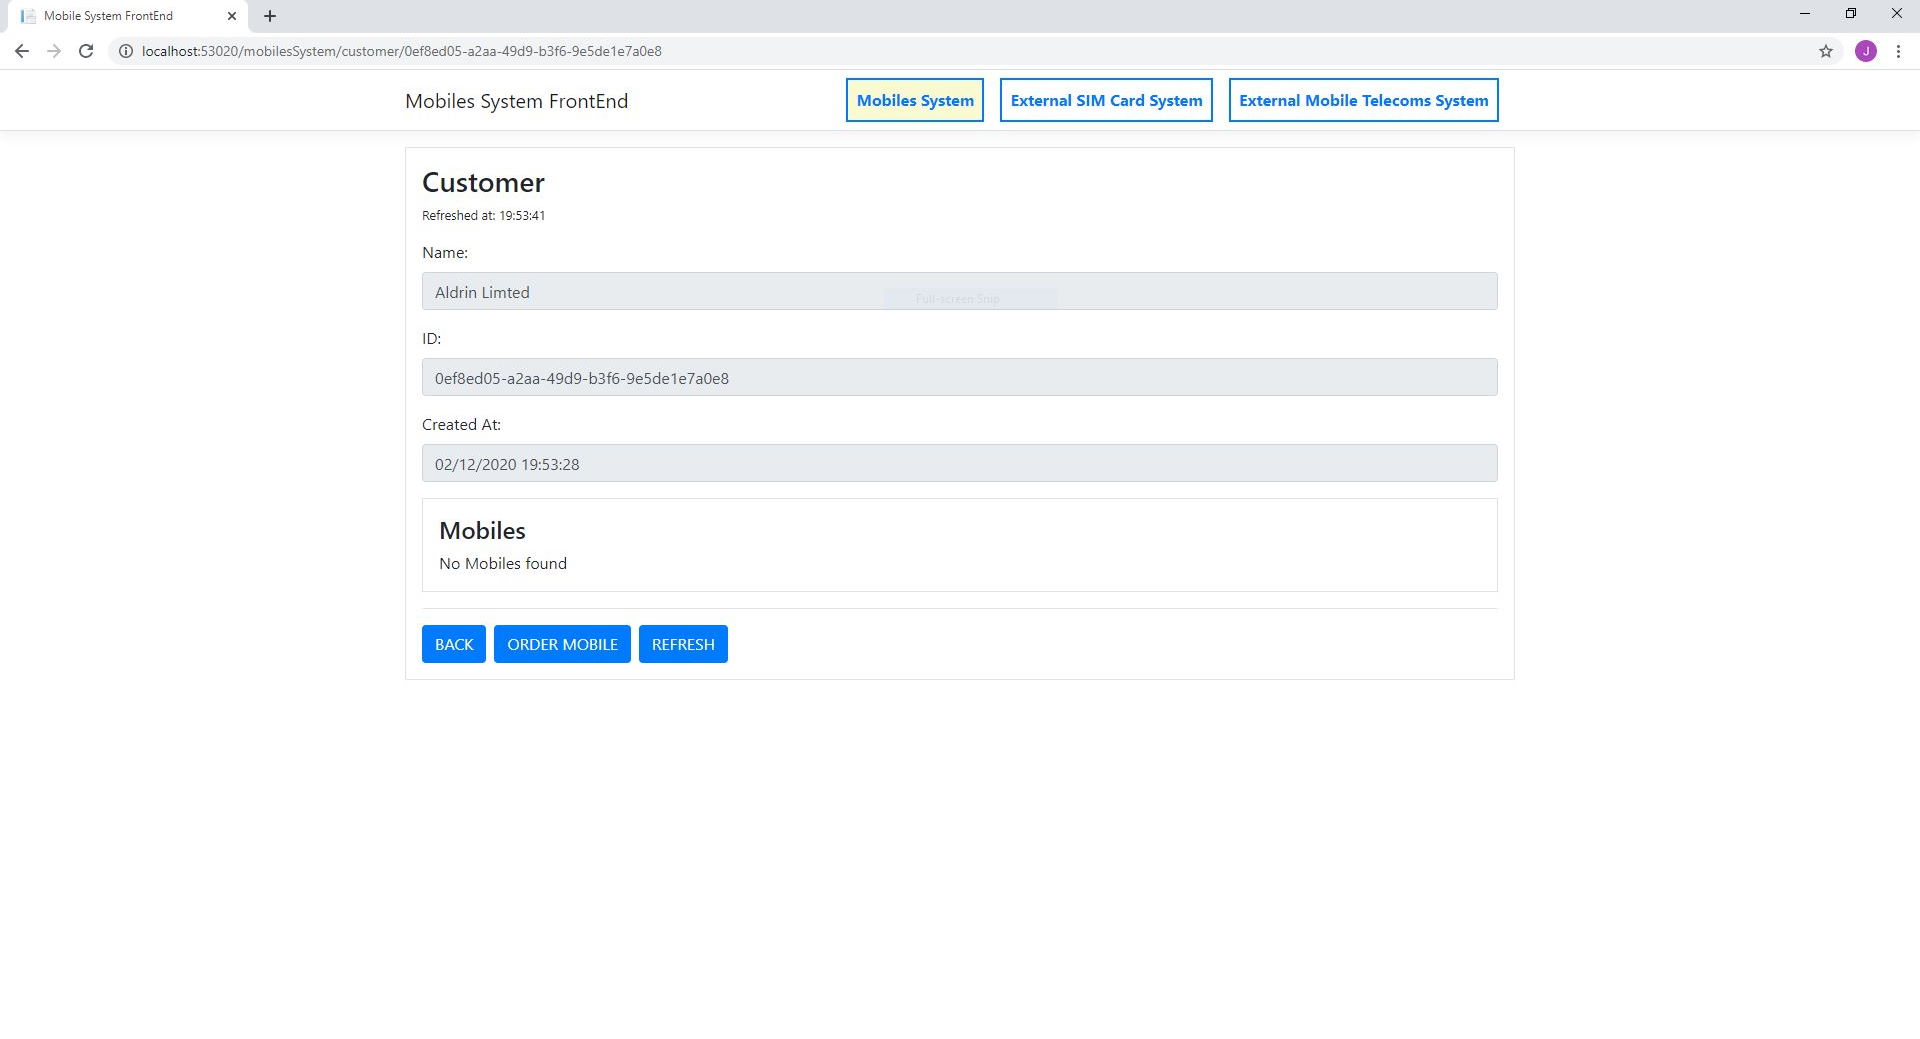 Mobile System FrontEnd
localhost:53020/mobilesSystem/customer/0ef8ed05-a2aa-49d9-b3f6-9e5de1e7a0e8
J
Mobiles System FrontEnd
Mobiles System
External SIM Card System
External Mobile Telecoms System
Customer
Refreshed at: 19:53:41
Name:
Aldrin Limted
Full-screen Snip
ID:
0ef8ed05-a2aa-49d9-b3f6-9e5de1e7a0e8
Created At:
02/12/2020 19:53:28
Mobiles
No Mobiles found
BACK
ORDER MOBILE
REFRESH